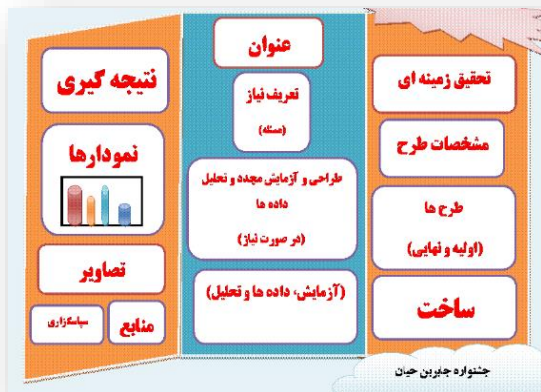 عنوان
تعریف نیاز
(مسئله)
طراحی و آزمایش مجدد و تحلیل
داده ها
(در صورت نیاز)
(آزمایش، داده ها و تحلیل)
تحقیق زمینه ای
مشخصات طرح
طرح ها
(اولیه و نهایی)
ساخت
نتیجه گیری
نمودارها
تصاویر
منابع
سپاسگزاری
جشنواره جابربن حیان